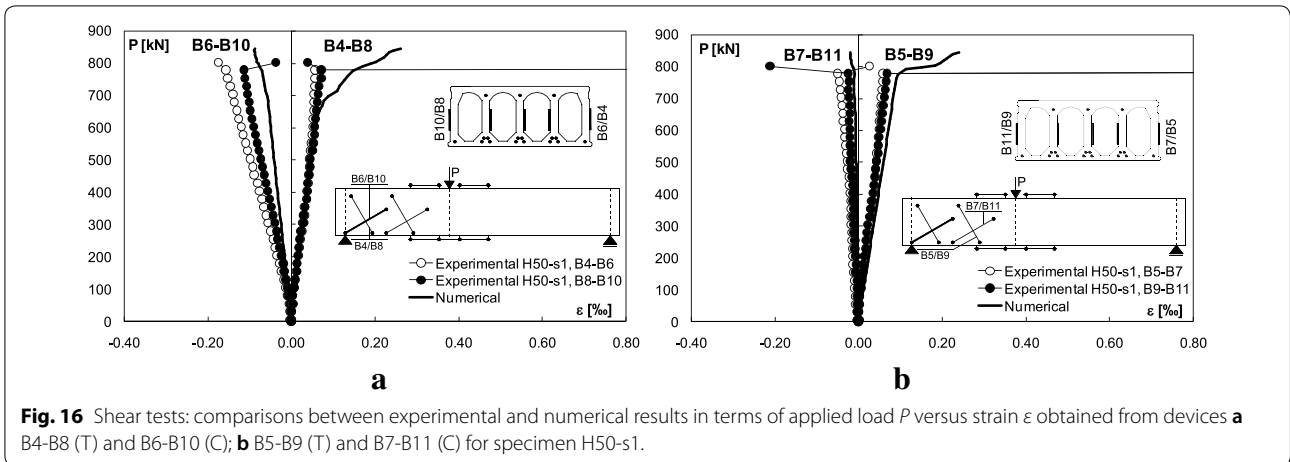 P [kN]
B6-B10
B4-B8
900
800
700
600
500
400
300
200
100
0
B10/B8
B6/B4
P
B6/B10
B4/B8
Experimental H50-s1, B4-B6
Experimental H50-s1, B8-B10
Numerical
ε [‰]
-0.40 -0.20 0.00 0.20 0.40 0.60 0.80
a
P [kN]
B7-B11
B5-B9
900
800
700
600
500
400
300
200
100
0
B11/B9
B7/B5
P
B7/B11
B5/B9
Experimental H50-s1, B5-B7
Experimental H50-s1, B9-B11
Numerical
ε [‰]
-0.40 -0.20 0.00 0.20 0.40 0.60 0.80
b
Fig. 16 Shear tests: comparisons between experimental and numerical results in terms of applied load P versus strain ε obtained from devices a
B4-B8 (T) and B6-B10 (C); b B5-B9 (T) and B7-B11 (C) for specimen H50-s1.